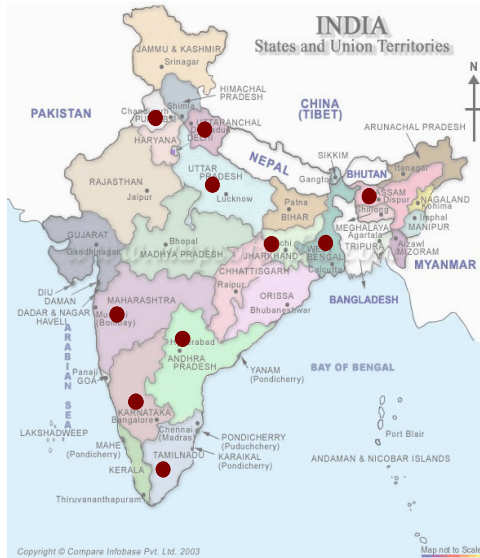 INDIA
States and Union Territories
JAMMU & KASHMIR
Srinagar
N
HIMACHAL
PRADESH
Shimla
PAKISTAN
CHINA
(TIBET)
UTTARANCHAL
HARYANA
DELHI
ARUNACHAL PRADESH
NEPAL
SIKKIM
Gangtok
BHUTAN
Itanagar
UTTAR
PRADESH
Lucknow
RAJASTHAN
Jaipur
ASSAM
Dispur
NAGALAND
Kohima
Patna
BIHAR
Shillong
MEGHALAYA
Imphal
MANIPUR
Agartala
TRIPURA
Aizawl
MIZORAM
GUJARAT
Gandhinagar
Bhopal
MADHYA PRADESH
JHARKHAND
WEST
BENGAL
Calcutta
MYANMAR
CHHATTISGARH
Raipur
ORISSA
Bhubaneshwar
BANGLADESH
DIU
DAMAN
DADAR & NAGAR
HAVELI
MAHARASHTRA
(Bombay)
ARABIAN SEA
ANDHRA
PRADESH
YANAM
(Pondicherry)
BAY OF BENGAL
Panaji
GOA
KARNATAKA
Bangalore
Chennai
(Madras)
PONDICHERRY
(Puduchery)
KARAIKAL
(Pondicherry)
LAKSHADWEEP
MAHE
(Pondicherry)
KERALA
TAMILNADU
Thiruvananthapuram
Port Blair
ANDAMAN AND NICOBAR ISLANDS
Copyright © Compare Infobase Pvt. Ltd. 2003
Map not to Scale